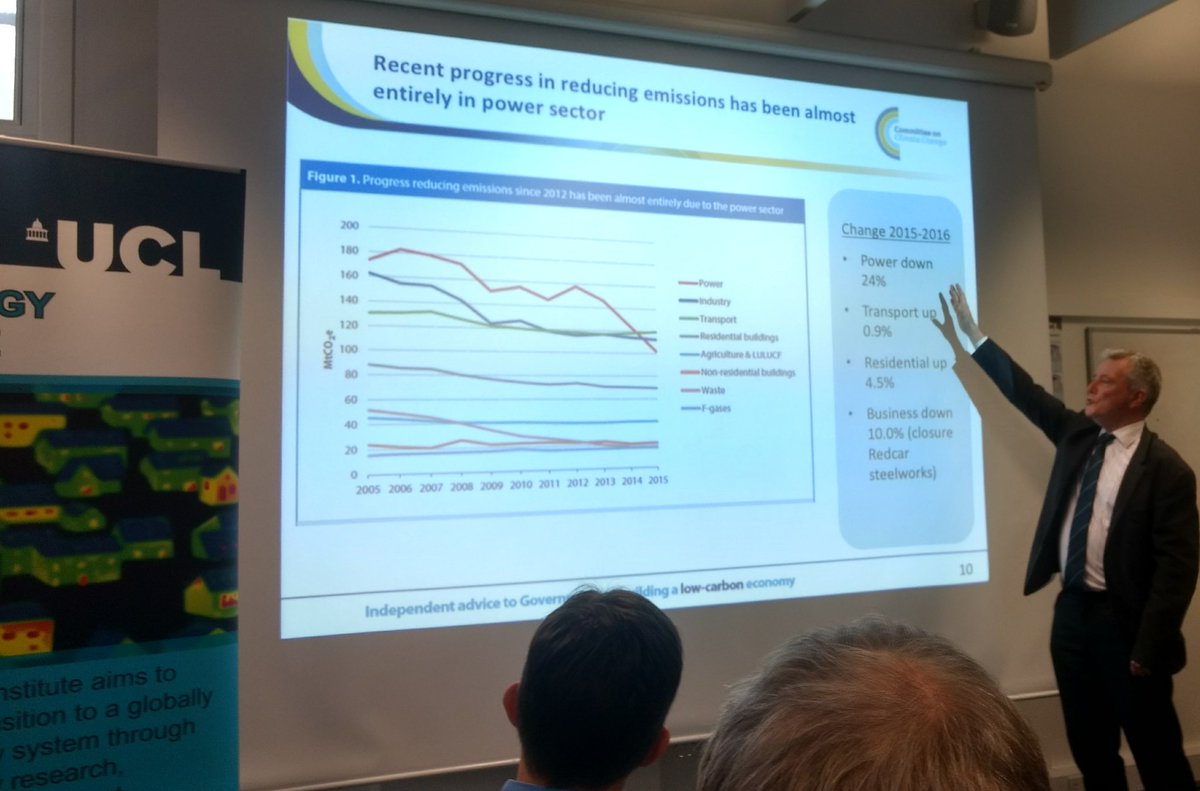 Recent progress in reducing emissions has been almost
entirely in power sector
Committee on
Climate Change
Figure 1. Progress reducing emissions since 2012 has been almost entirely due to the power sector
MtCO2e
200
180
160
140
120
100
80
60
40
20
0
2005 2006 2007 2008 2009 2010 2011 2012 2013 2014 2015
Power
Industry
Transport
Residential buildings
Agriculture & LULUCF
Non-residential buildings
Waste
F-gases
Change 2015-2016
• Power down
24%
• Transport up
0.9%
• Residential up
4.5%
• Business down
10.0% (closure
Redcar
steelworks)
Independent advice to Govern ilding a low-carbon economy
10
UCL
GY
nstitute aims to
sition to a globally
system through
research,